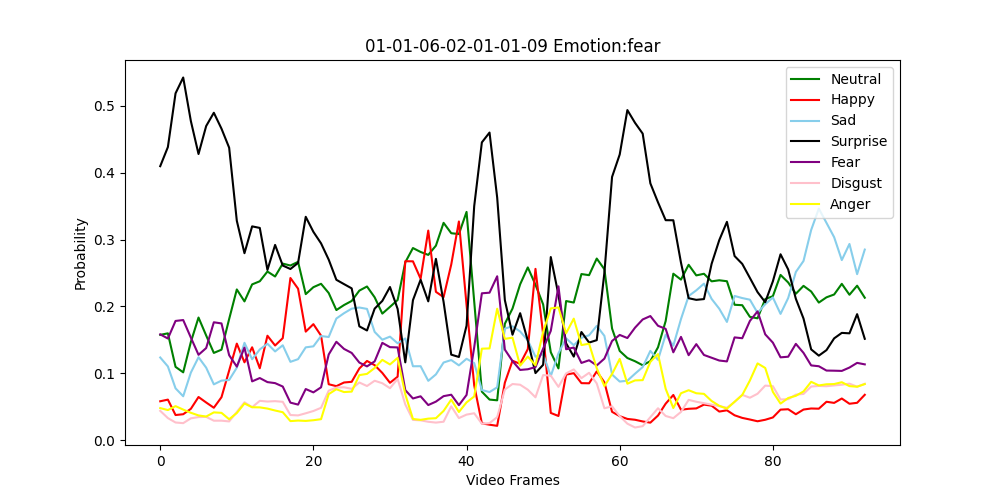 01-01-06-02-01-01-09 Emotion:fear
Probability
0.5
0.4
0.3
0.2
0.1
0.0
0
20
40
60
80
Video Frames
Neutral
Happy
Sad
Surprise
Fear
Disgust
Anger